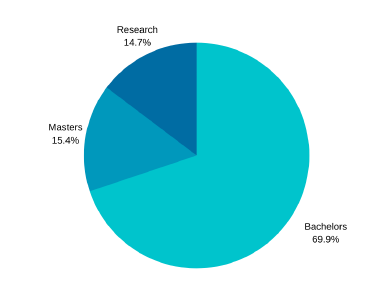 Research
14.7%
Masters
15.4%
Bachelors
69.9%